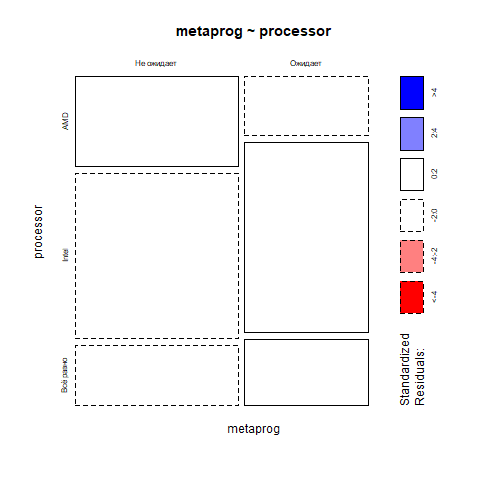 metaprog ~ processor
Не ожидает
Ожидает
AMD
Intel
Всё равно
processor
metaprog
>4
2:4
0:2
-2:0
-4:-2
<-4
Standardized
Residuals: